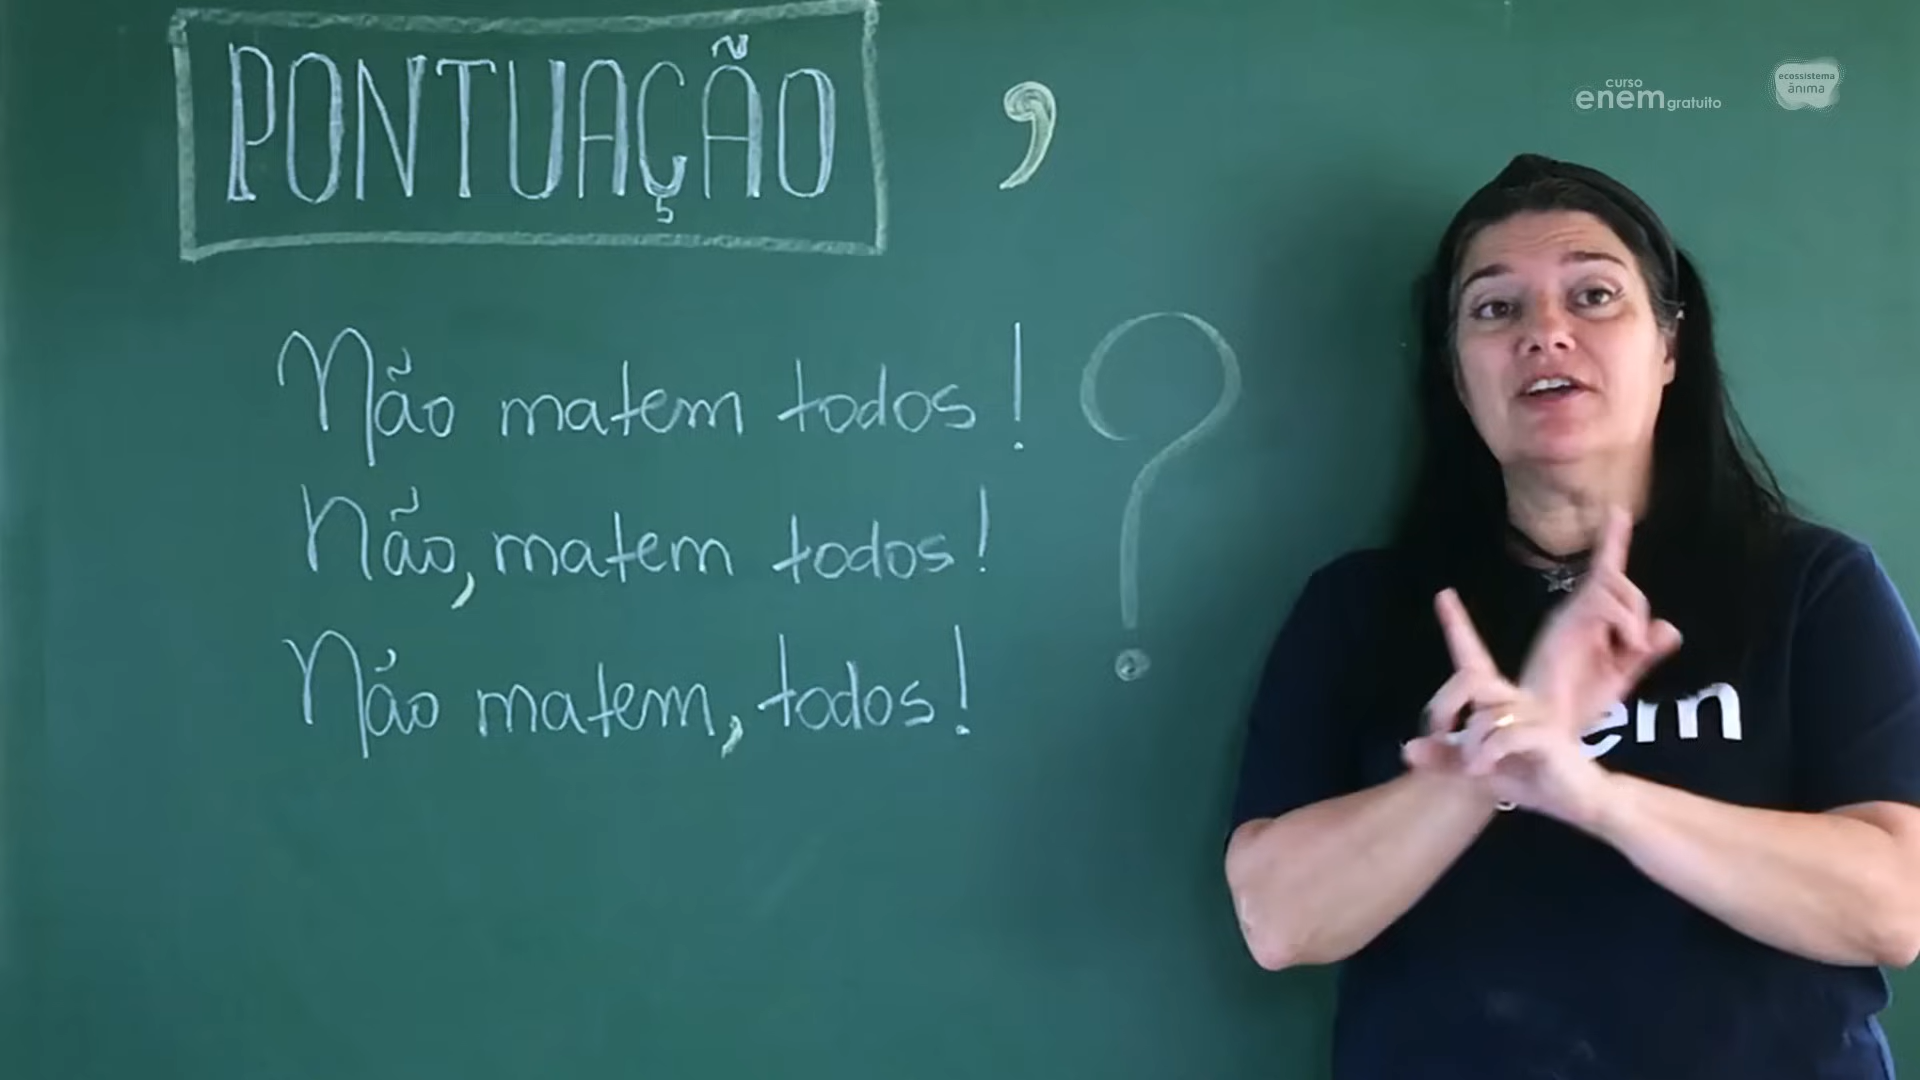 PONTUAÇÃO ,
Não matem todos! ?
Não, matem todos!
Não matem, todos!
curso
enem gratuito
ecossistema
ânima
em